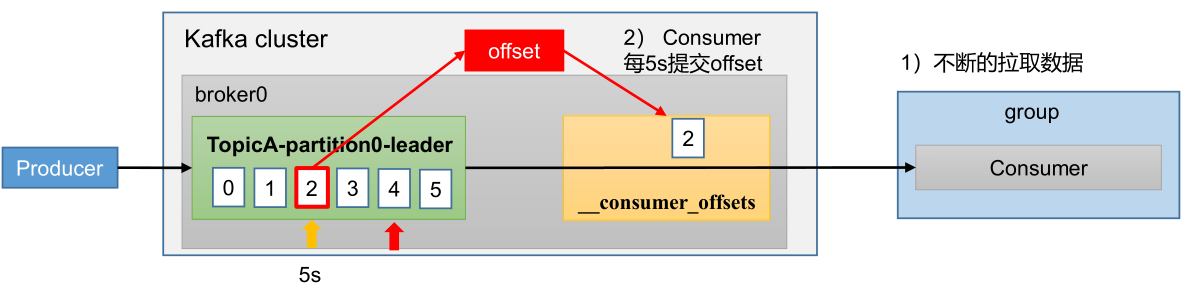 Kafka cluster
offset
2） Consumer
每5s提交offset
1）不断的拉取数据
broker0
group
TopicA-partition0-leader
2
Producer
0 1 2 3 4 5
Consumer
__consumer_offsets
5s